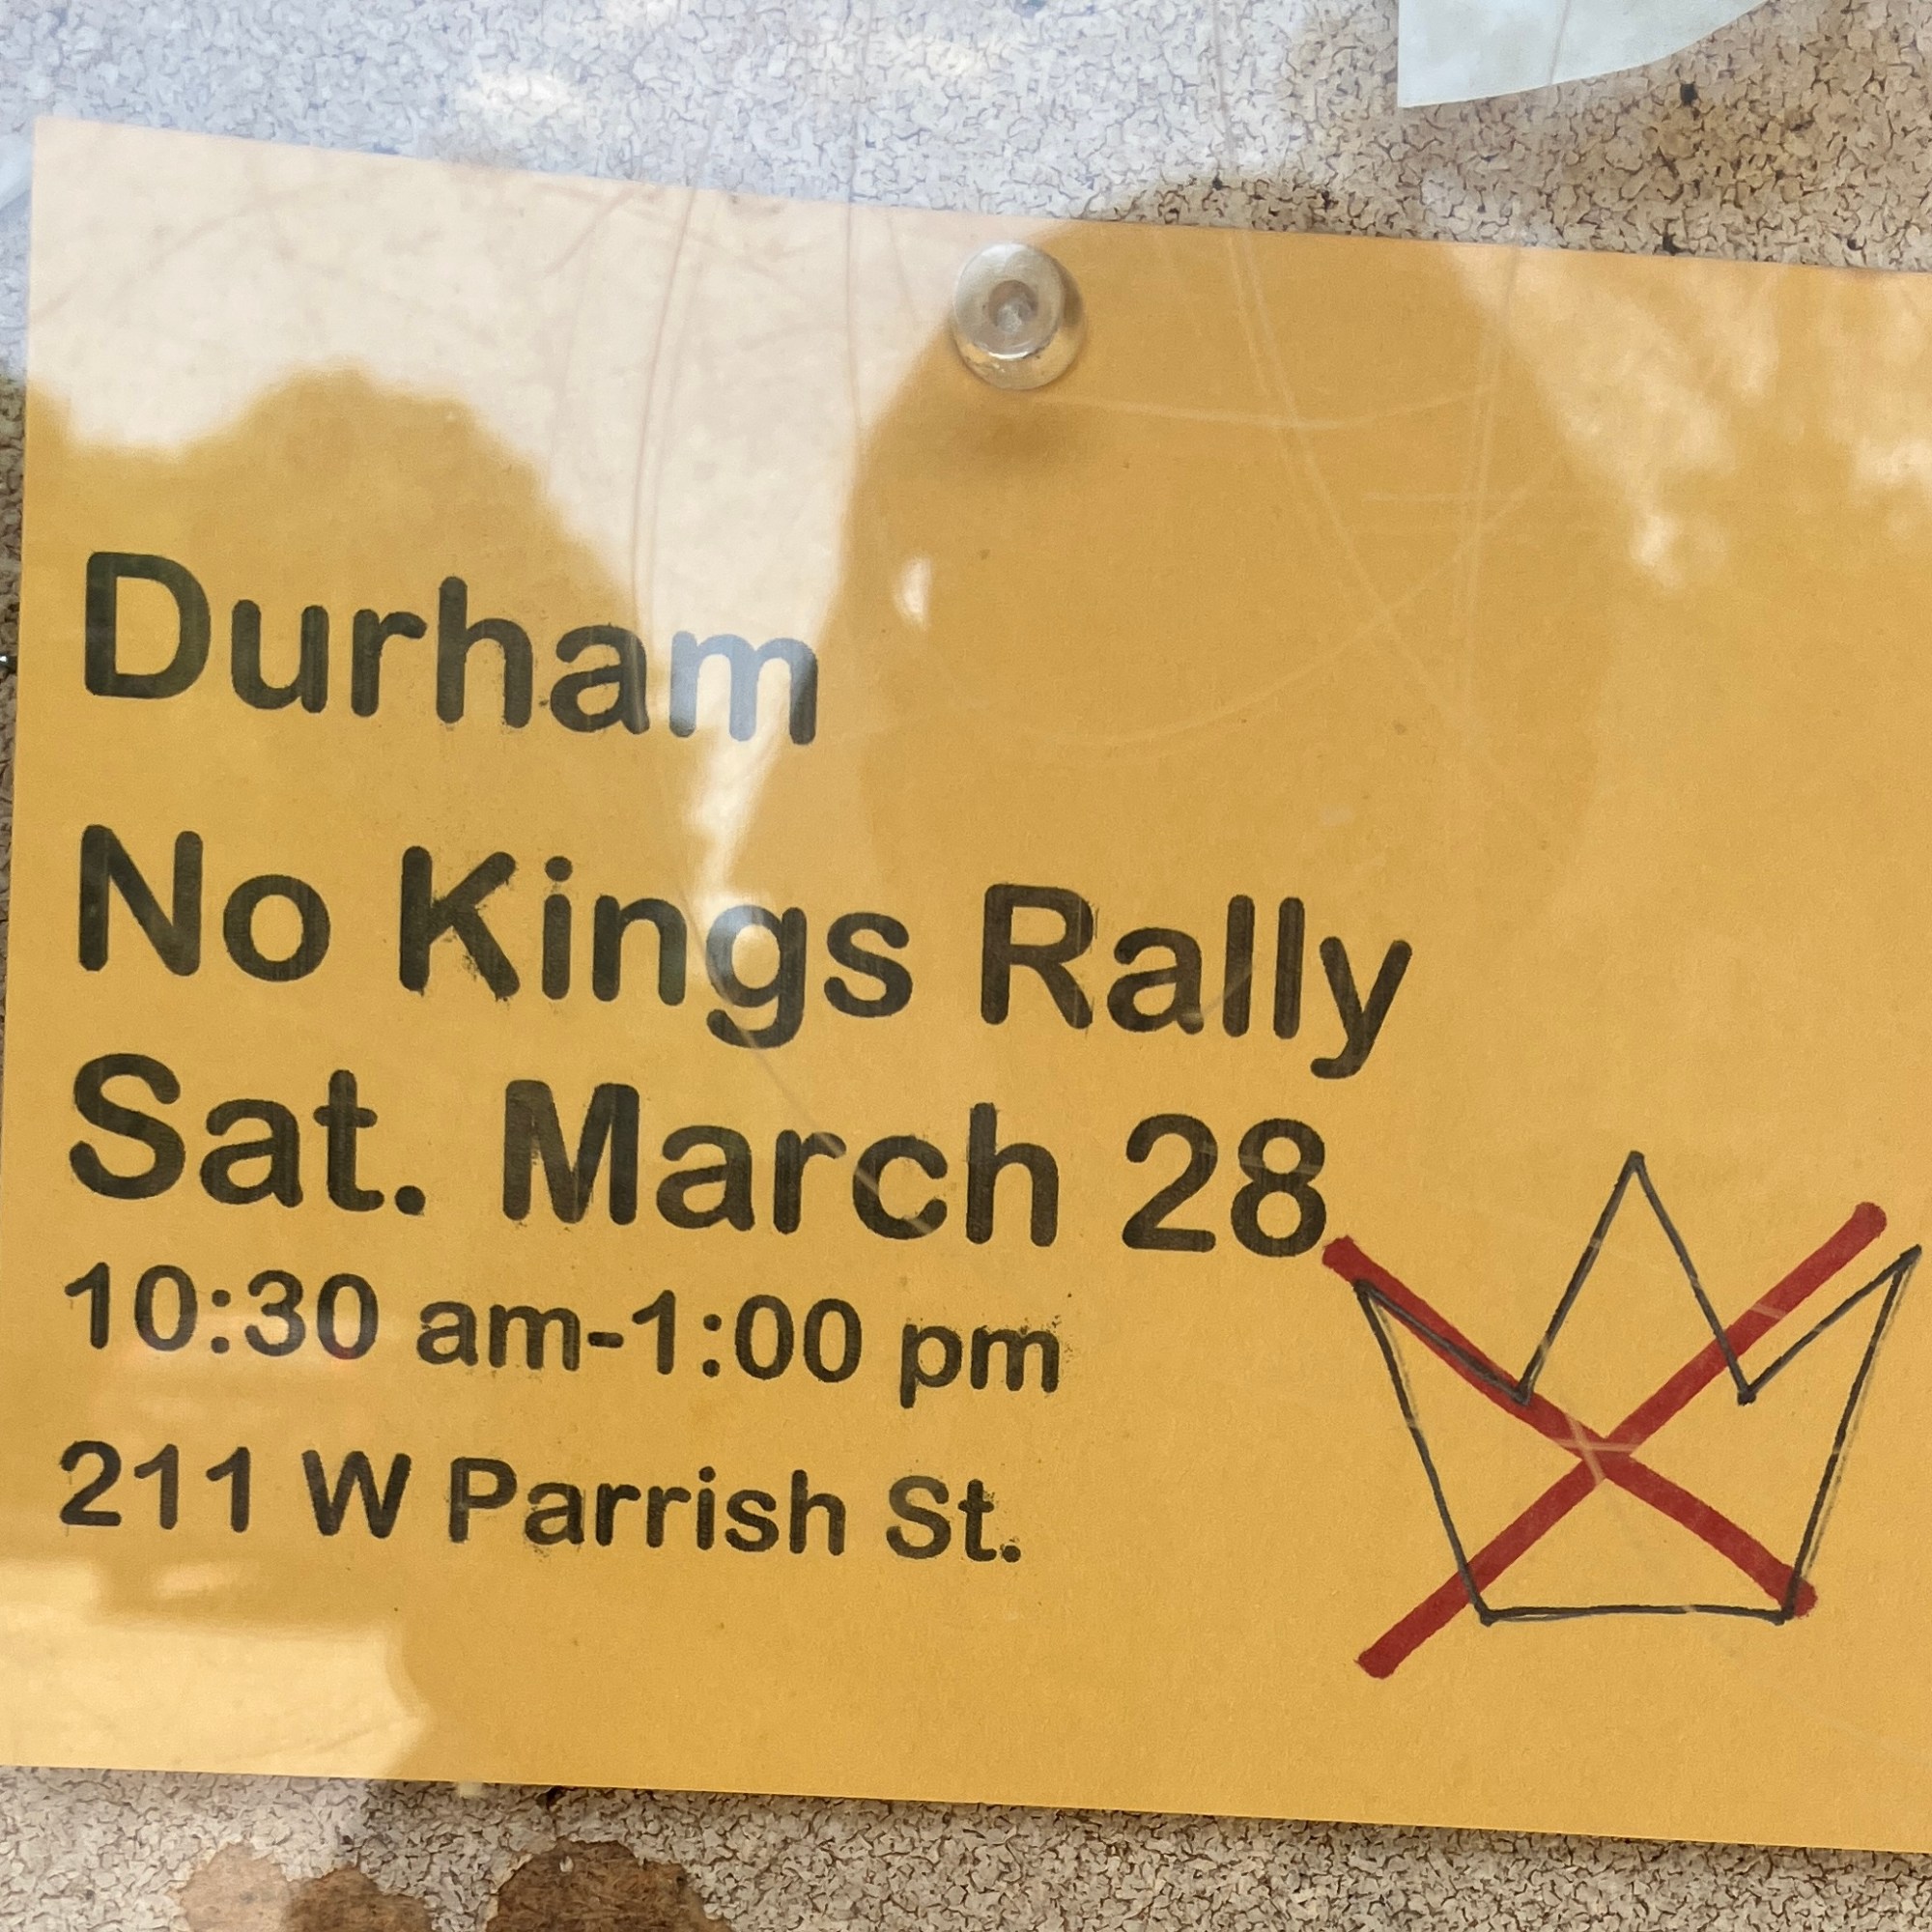 Durham
No Kings Rally
Sat. March 28
10:30 am-1:00 pm
211 W Parrish St.